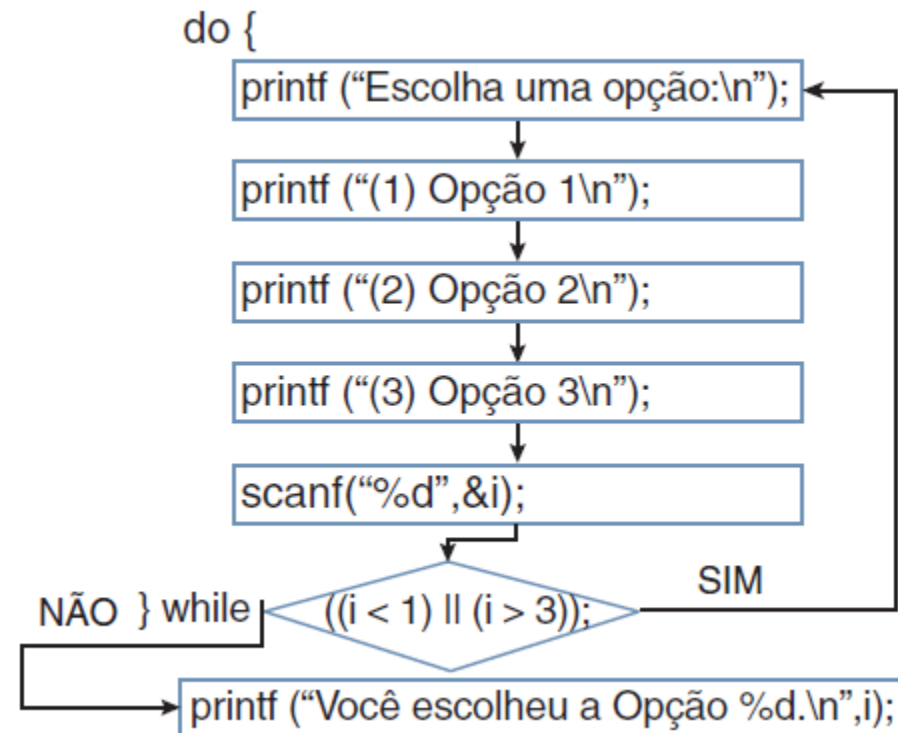 do {
printf (“Escolha uma opção:\n”);
printf (“(1) Opção 1\n”);
printf (“(2) Opção 2\n”);
printf (“(3) Opção 3\n”);
scanf(“%d”,&i);
SIM
NÃO } while ((i < 1) || (i > 3));
printf (“Você escolheu a Opção %d.\n”,i);